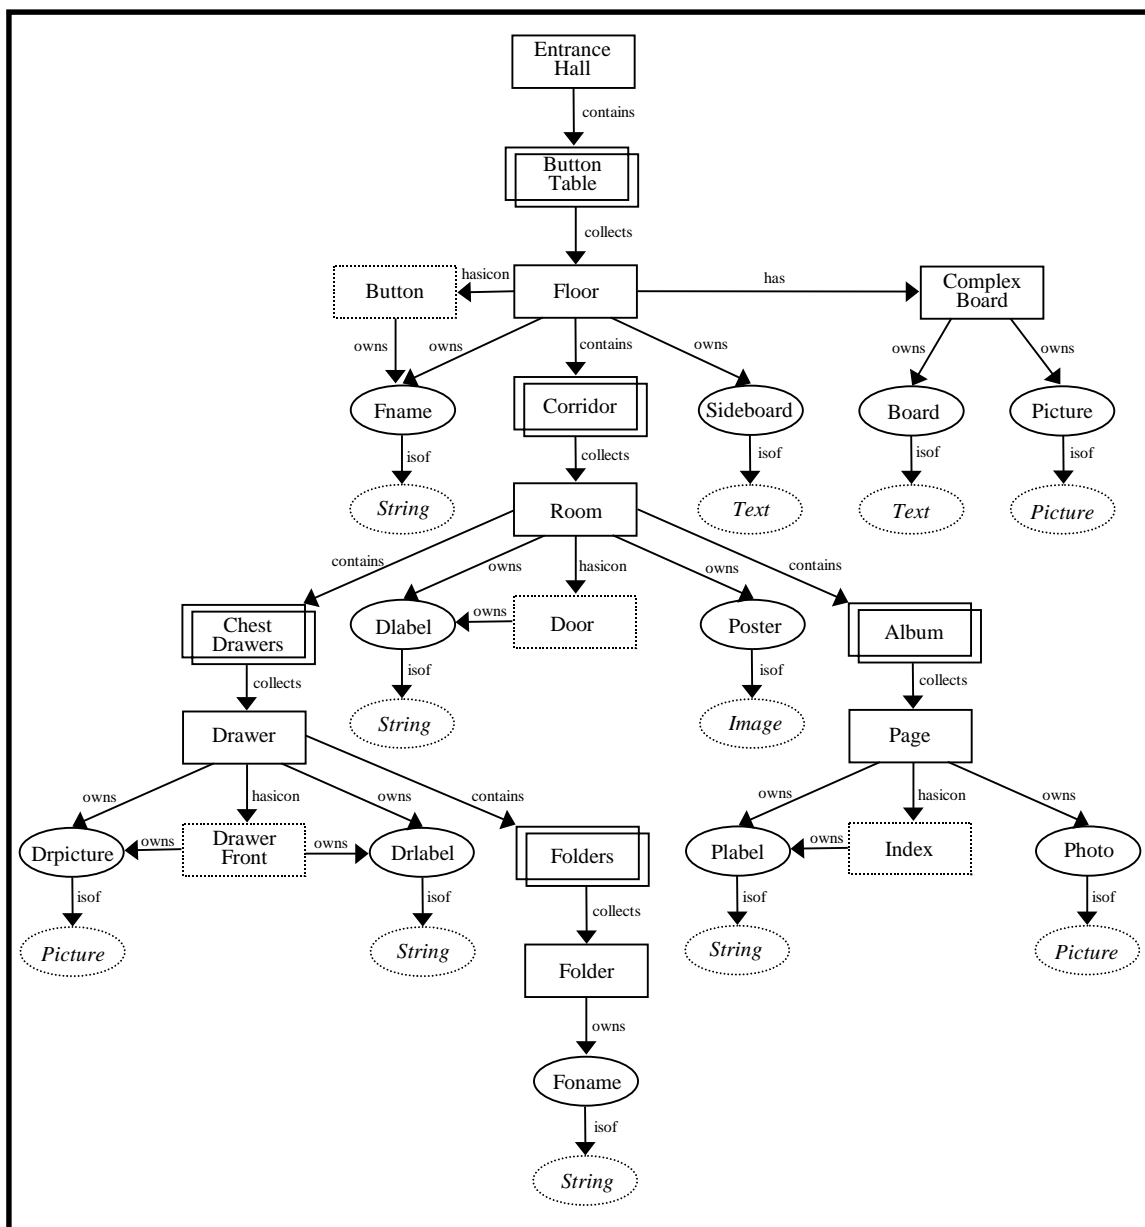 Entrance
Hall
contains
Button
Table
collects
Button
hasicon
Floor
has
Complex
Board
owns
owns
contains
owns
owns
owns
Fname
Corridor
Sideboard
Board
Picture
isof
collects
isof
isof
isof
String
Room
Text
Text
Picture
contains
owns
hasicon
owns
contains
Chest
Drawers
Dlabel
owns
Door
Poster
Album
collects
isof
isof
collects
Drawer
String
Image
Page
owns
hasicon
owns
contains
owns
hasicon
owns
Drpicture
owns
Drawer
Front
owns
Drlabel
Folders
Plabel
owns
Index
Photo
isof
isof
collects
isof
isof
Picture
String
Folder
String
Picture
owns
Foname
isof
String